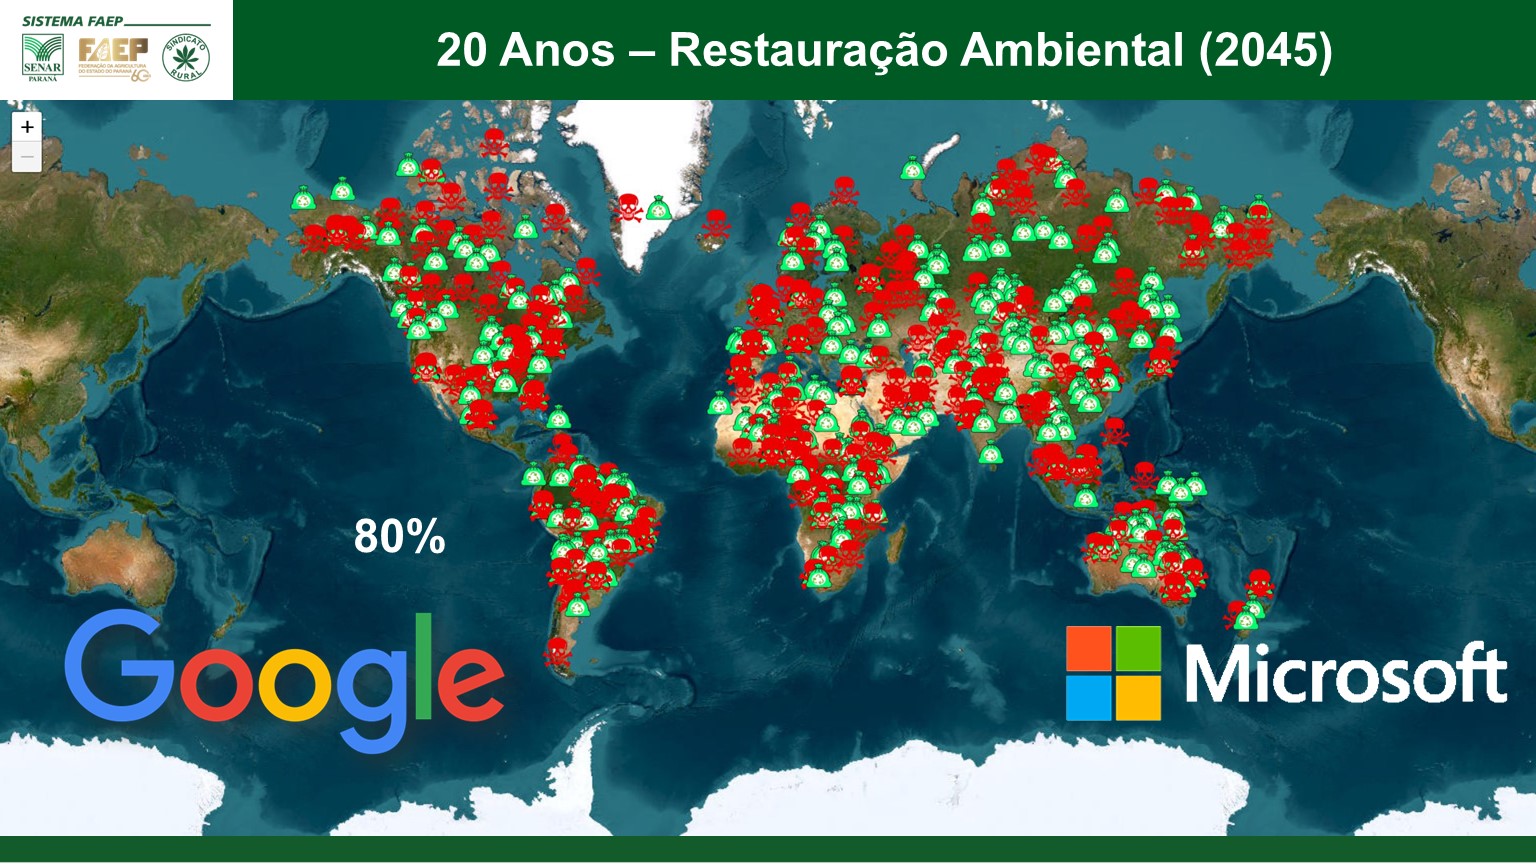 SISTEMA FAEP
SENAR
PARANÁ
FAEP
FEDERAÇÃO DA AGRICULTURA
DO ESTADO DO PARANÁ
60
SINDICATO
RURAL
20 Anos – Restauração Ambiental (2045)
+
−
80%
Google
Microsoft